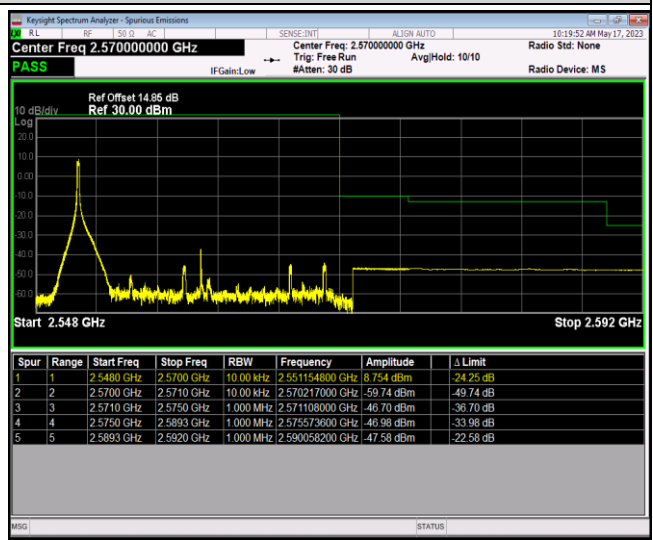 Keysight Spectrum Analyzer - Spurious Emissions
RL RF 50 Ω AC SENSE:INT ALIGN AUTO 10:19:52 AM May 17, 2023
Center Freq 2.570000000 GHz Center Freq: 2.570000000 GHz Radio Std: None
Trig: Free Run Avg|Hold: 10/10
PASS IFGain:Low #Atten: 30 dB Radio Device: MS
Ref Offset 14.85 dB
10 dB/div Ref 30.00 dBm
Log
20.0
10.0
0.00
-10.0
-20.0
-30.0
-40.0
-50.0
-60.0
Start 2.548 GHz Stop 2.592 GHz
Spur Range Start Freq Stop Freq RBW Frequency Amplitude Δ Limit
1 1 2.5480 GHz 2.5700 GHz 10.00 kHz 2.551154800 GHz 8.754 dBm -24.25 dB
2 2 2.5700 GHz 2.5710 GHz 10.00 kHz 2.570217000 GHz -59.74 dBm -49.74 dB
3 3 2.5710 GHz 2.5750 GHz 1.000 MHz 2.571108000 GHz -46.70 dBm -36.70 dB
4 4 2.5750 GHz 2.5893 GHz 1.000 MHz 2.575573600 GHz -46.98 dBm -33.98 dB
5 5 2.5893 GHz 2.5920 GHz 1.000 MHz 2.590058200 GHz -47.58 dBm -22.58 dB
MSG STATUS